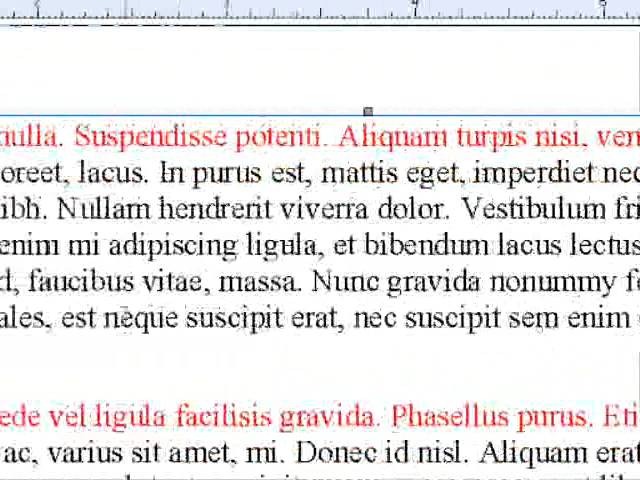 nulla. Suspendisse potenti. Aliquam turpis nisi, ven
oreet, lacus. In purus est, mattis eget, imperdiet nec
ibh. Nullam hendrerit viverra dolor. Vestibulum fri
enim mi adipiscing ligula, et bibendum lacus lectus
d, faucibus vitae, massa. Nunc gravida nonummy f
ales, est neque suscipit erat, nec suscipit sem enim
ede vel ligula facilisis gravida. Phasellus purus. Eti
ac, varius sit amet, mi. Donec id nisl. Aliquam erat